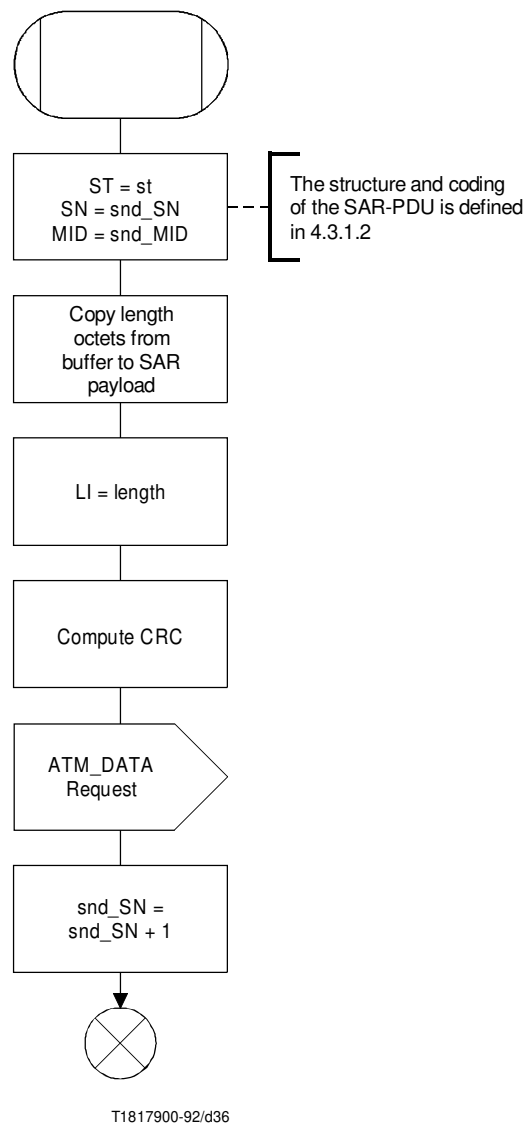 ST = st
SN = snd_SN
MID = snd_MID
The structure and coding
of the SAR-PDU is defined
in 4.3.1.2
Copy length
octets from
buffer to SAR
payload
LI = length
Compute CRC
ATM_DATA
Request
snd_SN =
snd_SN + 1
T1817900-92/d36